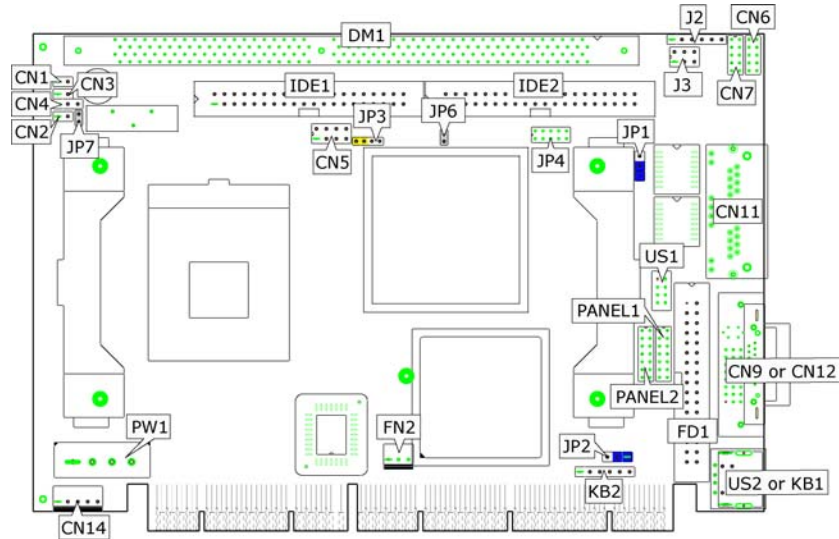 J2
CN6
DM1
CN1
CN3
IDE1
IDE2
J3
CN7
CN4
JP3
JP6
CN2
JP1
JP7
CN5
JP4
CN11
US1
PANEL1
CN9 or CN12
PANEL2
PW1
FN2
FD1
JP2
US2 or KB1
KB2
CN14